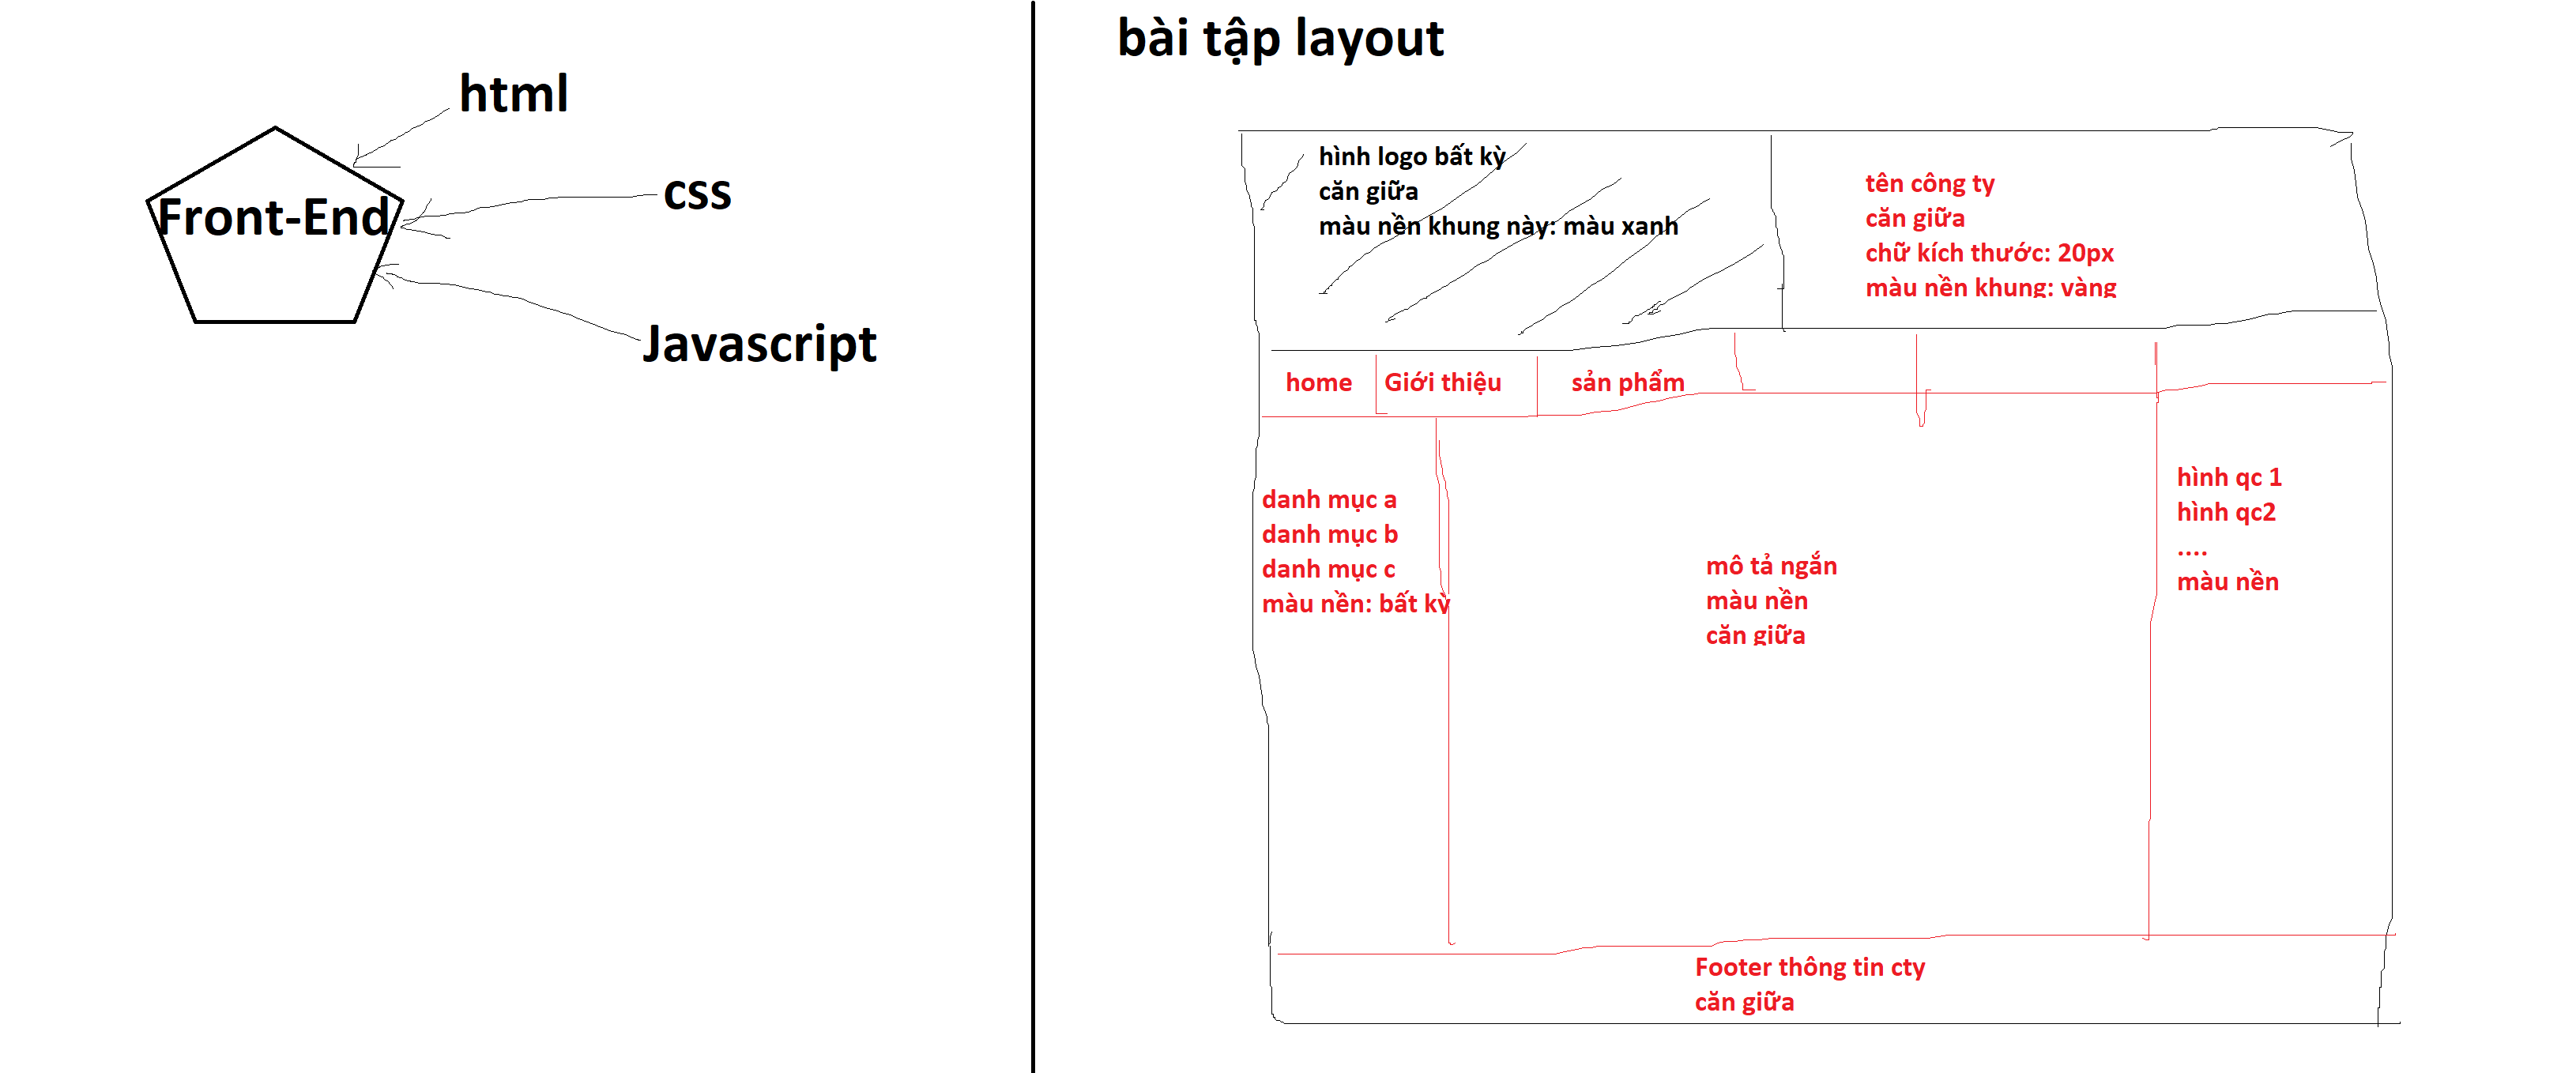 html
css
Front-End
Javascript
bài tập layout
hình logo bất kỳ
căn giữa
màu nền khung này: màu xanh
tên công ty
căn giữa
chữ kích thước: 20px
màu nền khung: vàng
home
Giới thiệu
sản phẩm
danh mục a
danh mục b
danh mục c
màu nền: bất kỳ
mô tả ngắn
màu nền
căn giữa
hình qc 1
hình qc2
....
màu nền
Footer thông tin cty
căn giữa